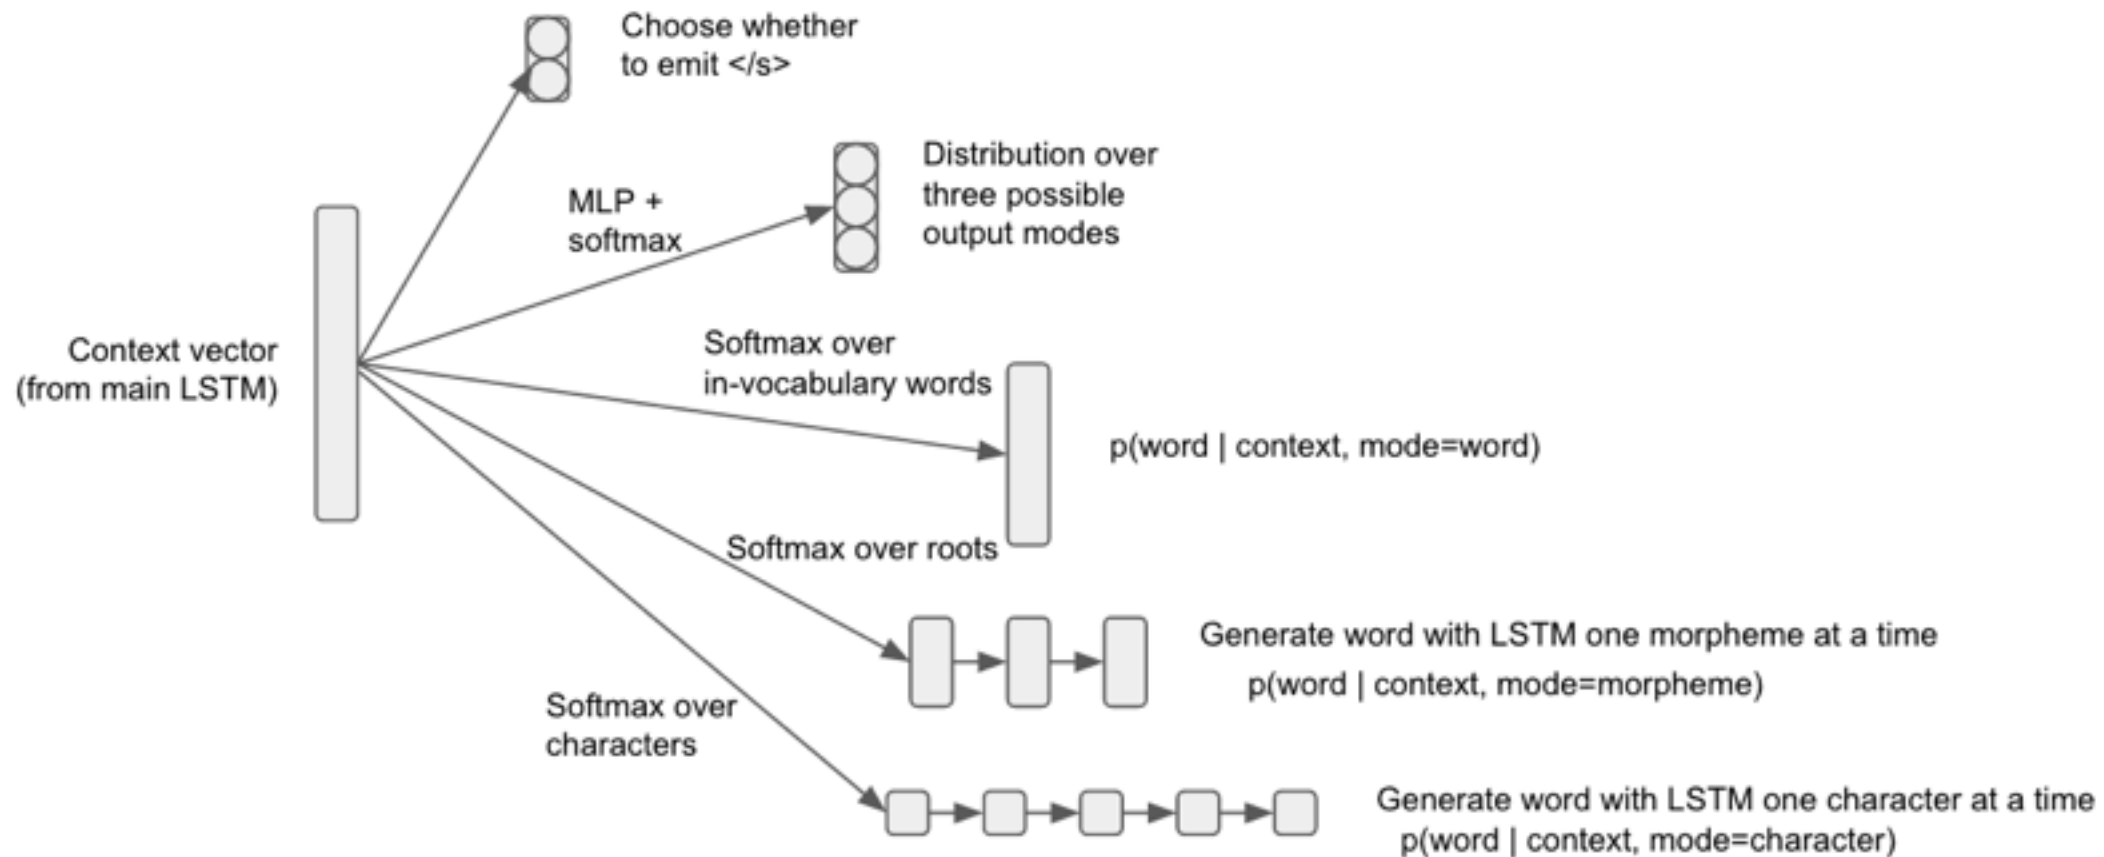 Choose whether
to emit </s>
Distribution over
three possible
output modes
MLP +
softmax
Context vector
(from main LSTM)
Softmax over
in-vocabulary words
p(word | context, mode=word)
Softmax over roots
Generate word with LSTM one morpheme at a time
p(word | context, mode=morpheme)
Softmax over
characters
Generate word with LSTM one character at a time
p(word | context, mode=character)